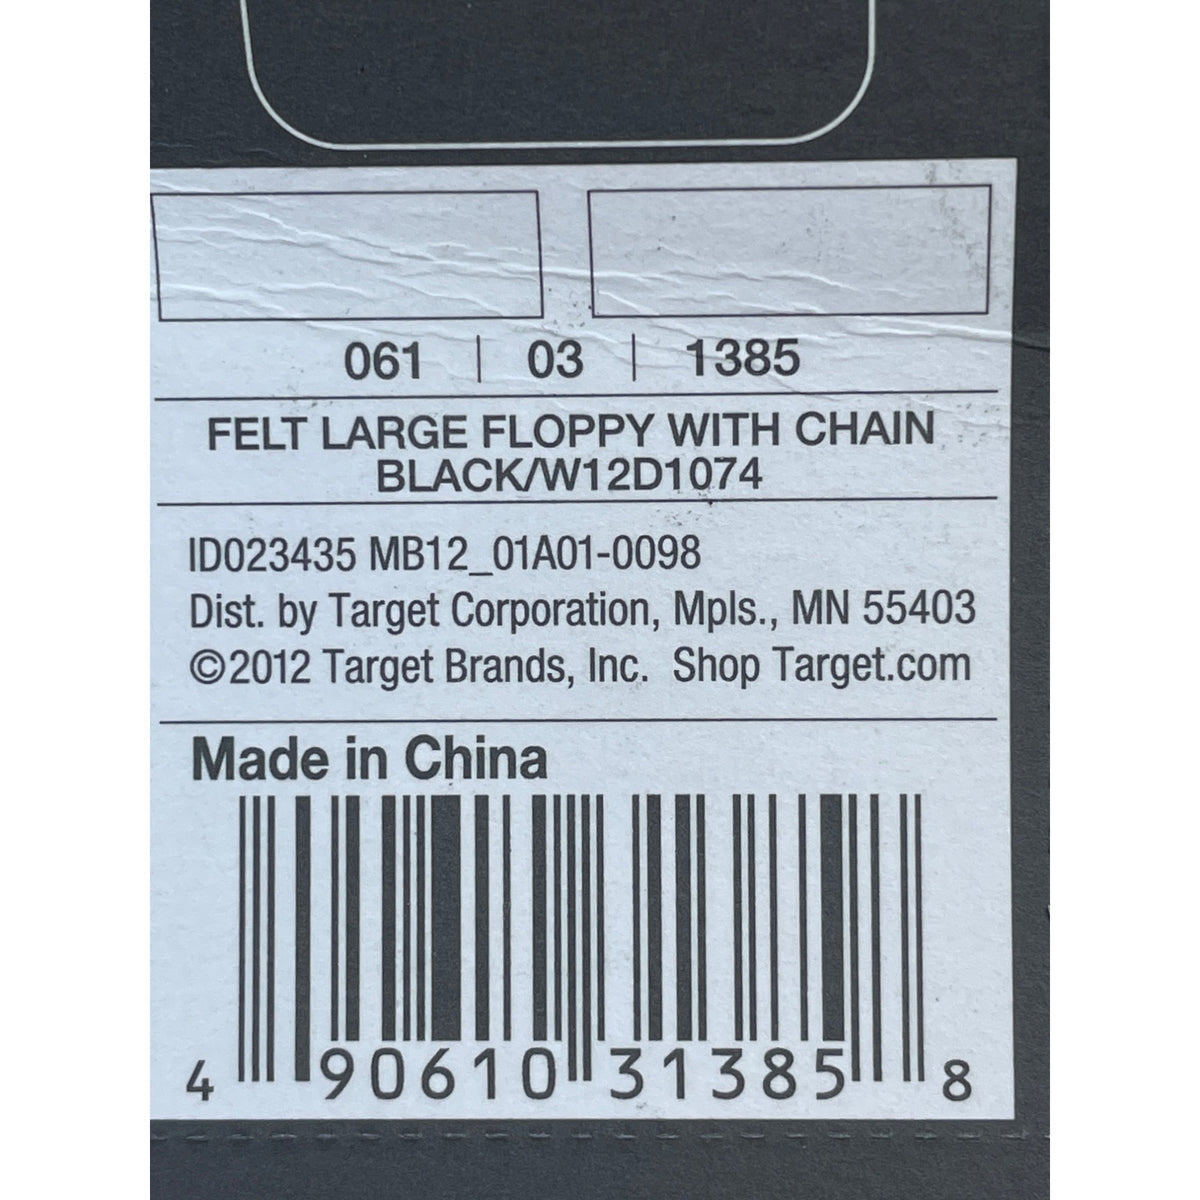 061 | 03 | 1385
FELT LARGE FLOPPY WITH CHAIN
BLACK/W12D1074
ID023435 MB12_01A01-0098
Dist. by Target Corporation, Mpls., MN 55403
©2012 Target Brands, Inc. Shop Target.com
Made in China
4 90610 31385 8